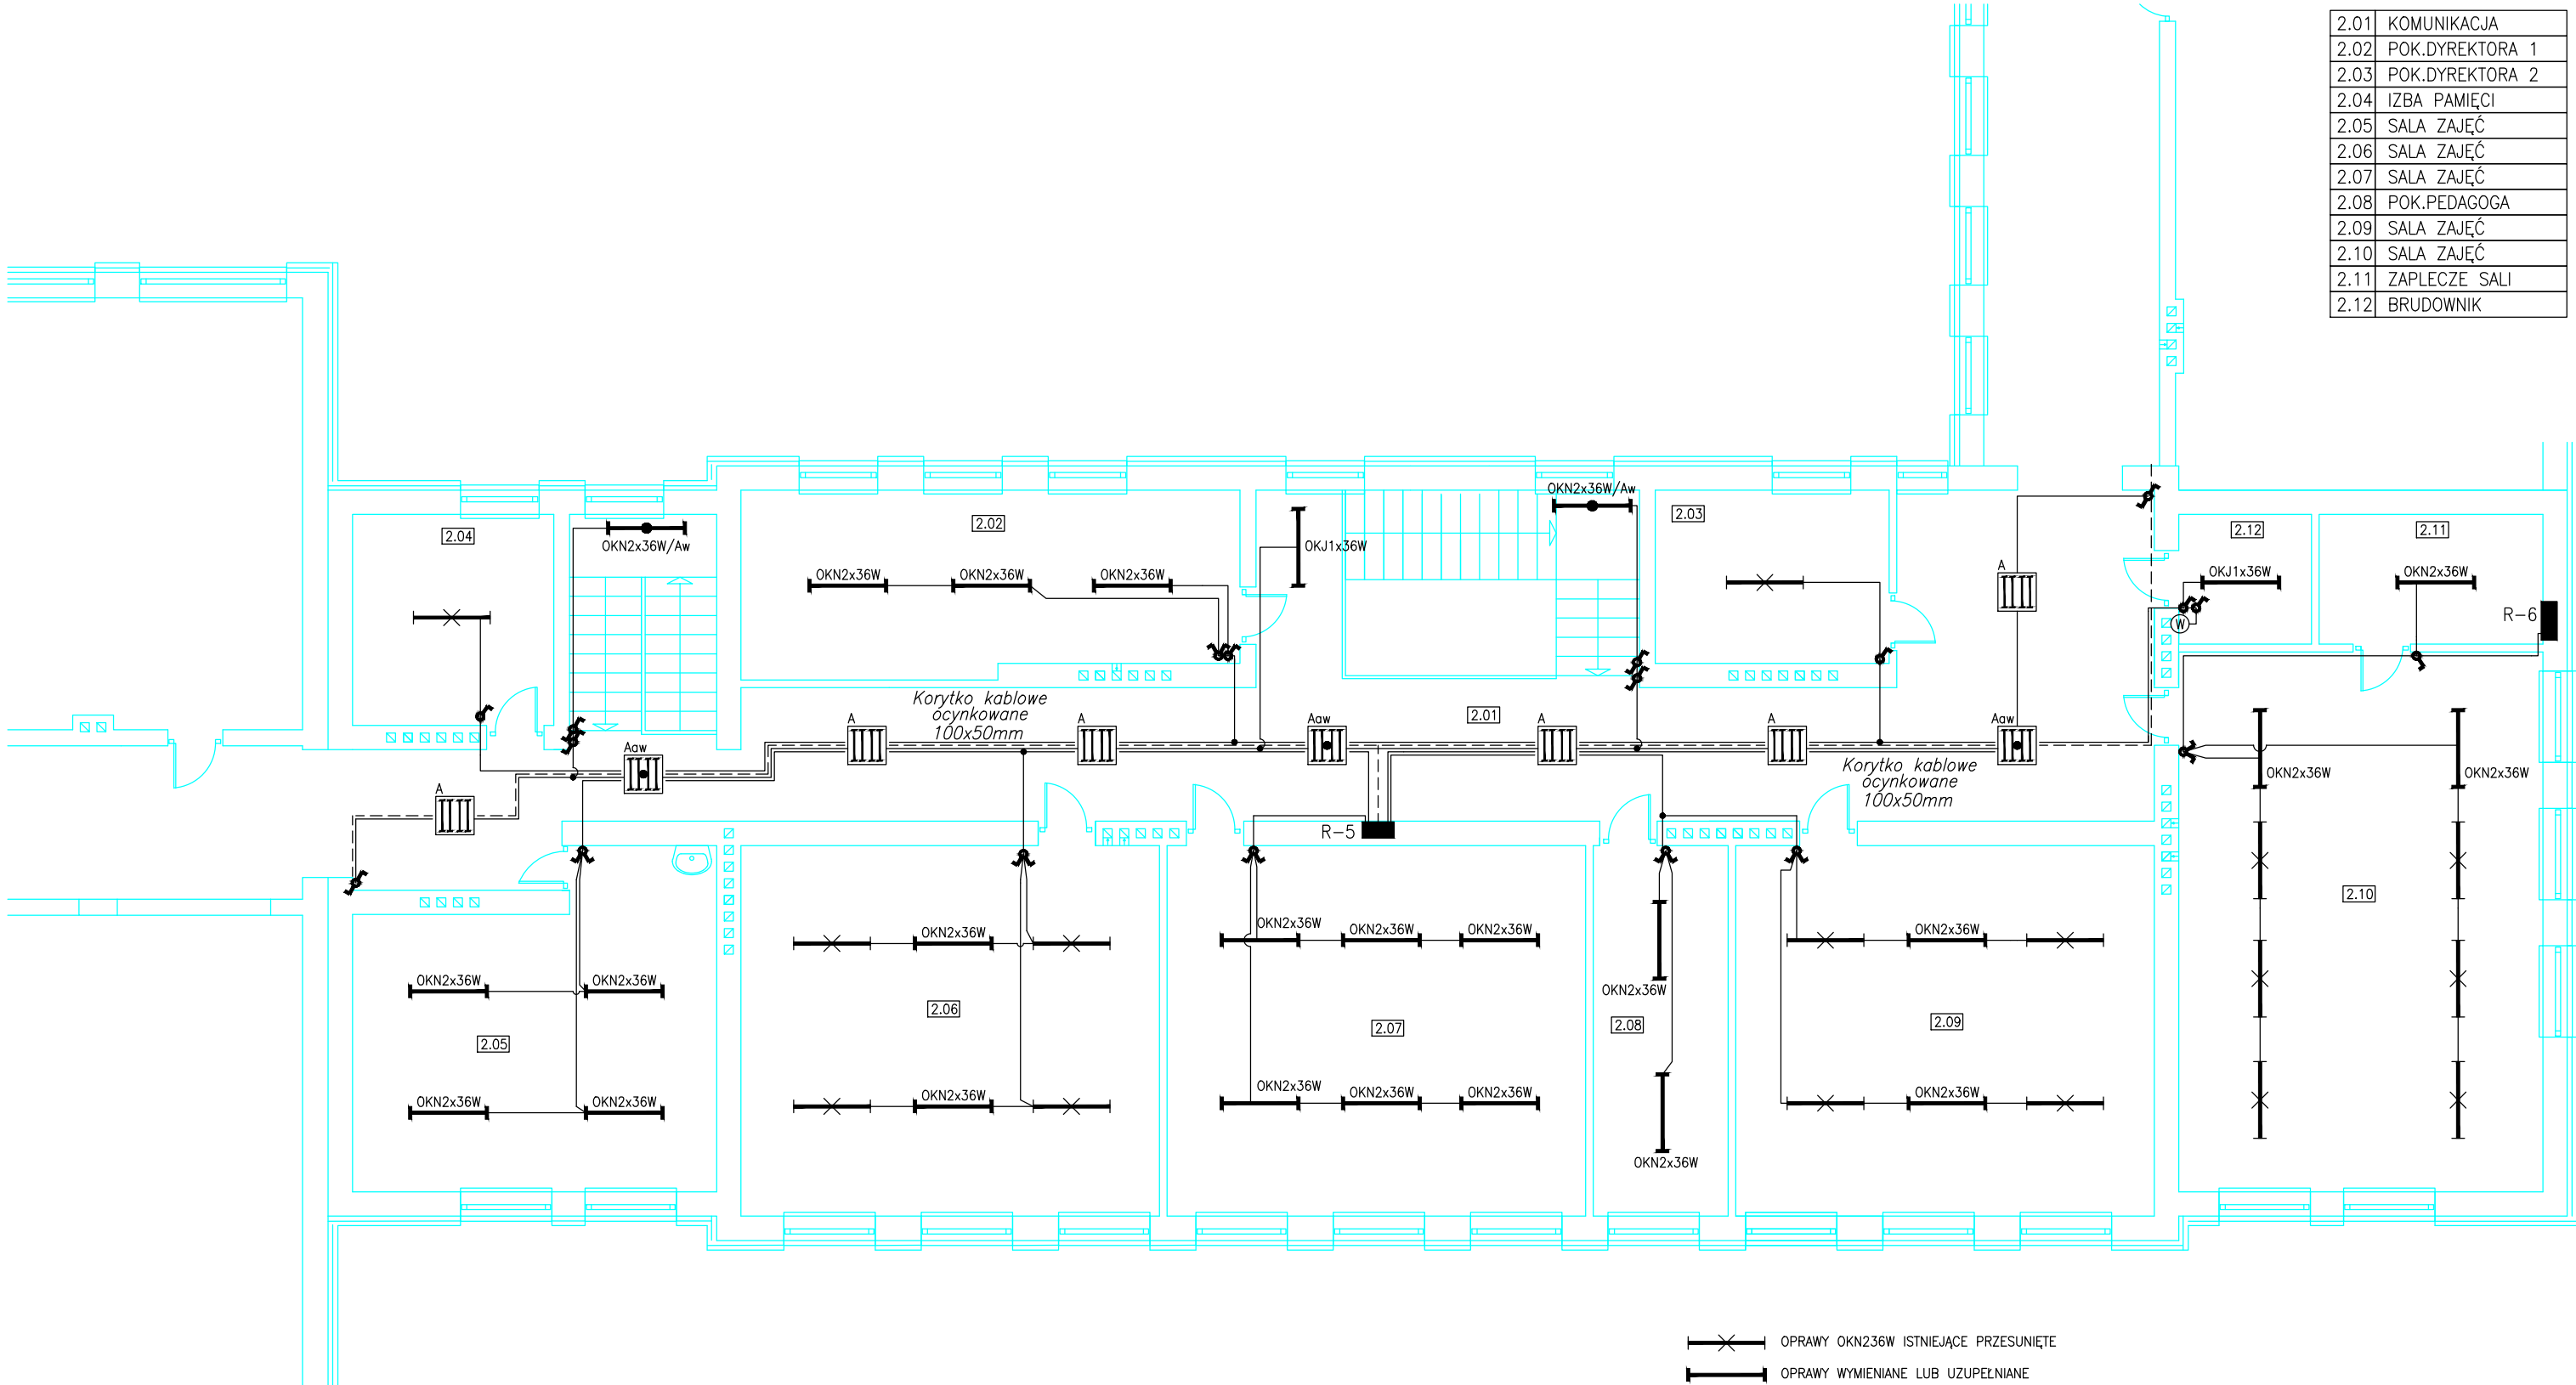 2.01 KOMUNIKACJA
2.02 POK.DYREKTORA 1
2.03 POK.DYREKTORA 2
2.04 IZBA PAMIĘCI
2.05 SALA ZAJĘĆ
2.06 SALA ZAJĘĆ
2.07 SALA ZAJĘĆ
2.08 POK.PEDAGOGA
2.09 SALA ZAJĘĆ
2.10 SALA ZAJĘĆ
2.11 ZAPLECZE SALI
2.12 BRUDOWNIK
OKN2x36W/Aw
2.03
2.02
2.04
2.12
2.11
OKN2x36W/Aw
OKJ1x36W
A
OKN2x36W
OKN2x36W
OKN2x36W
OKJ1x36W
OKN2x36W
R-6
W
Korytko kablowe
ocynkowane
100x50mm
2.01
A
A
Aaw
A
A
Aaw
Aaw
A
Korytko kablowe
ocynkowane
100x50mm
OKN2x36W
OKN2x36W
R-5
2.10
OKN2x36W
OKN2x36W
OKN2x36W
OKN2x36W
OKN2x36W
OKN2x36W
OKN2x36W
OKN2x36W
2.06
2.07
2.08
2.09
2.05
OKN2x36W
OKN2x36W
OKN2x36W
OKN2x36W
OKN2x36W
OKN2x36W
OKN2x36W
OKN2x36W
OPRAWY OKN236W ISTNIEJĄCE PRZESUNIĘTE
OPRAWY WYMIENIANE LUB UZUPEŁNIANE